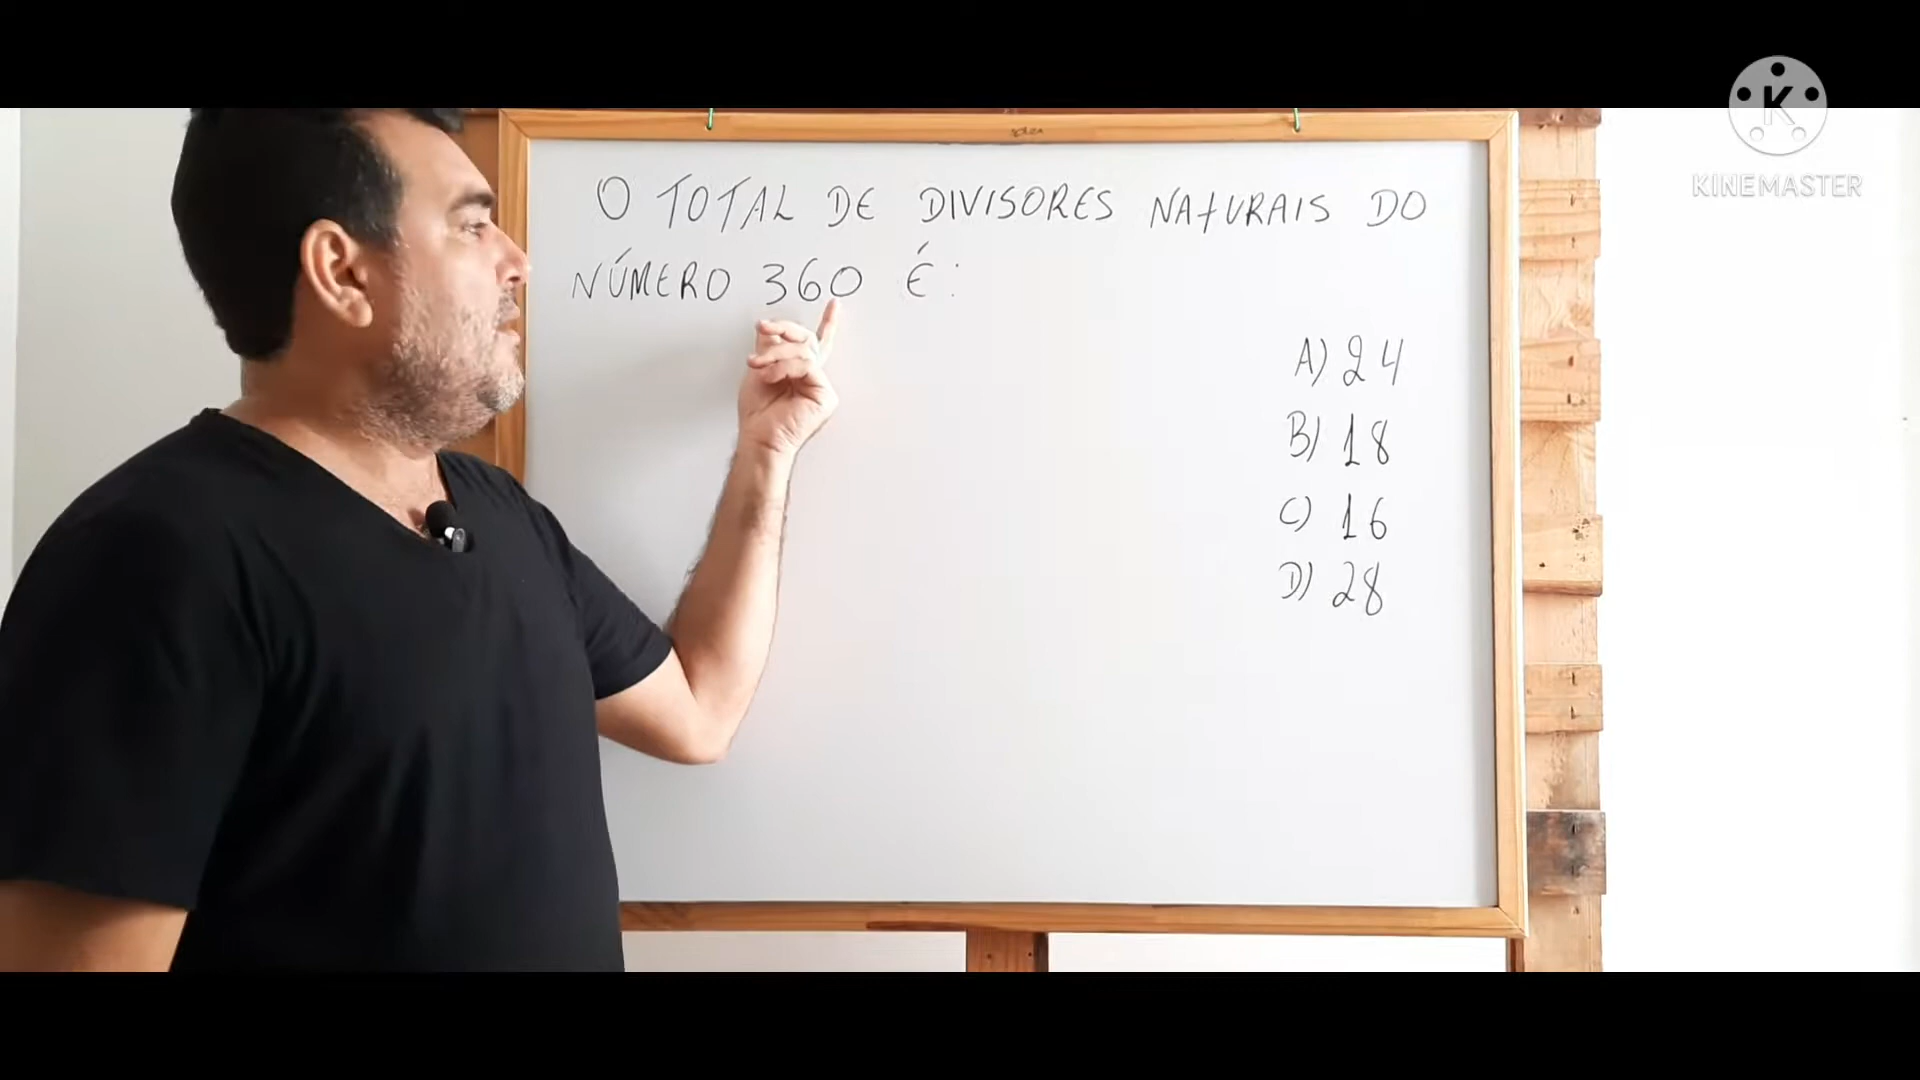 KINEMASTER
O TOTAL DE DIVISORES NATURAIS DO
NÚMERO 360 É:
A) 24
B) 18
C) 16
D) 28